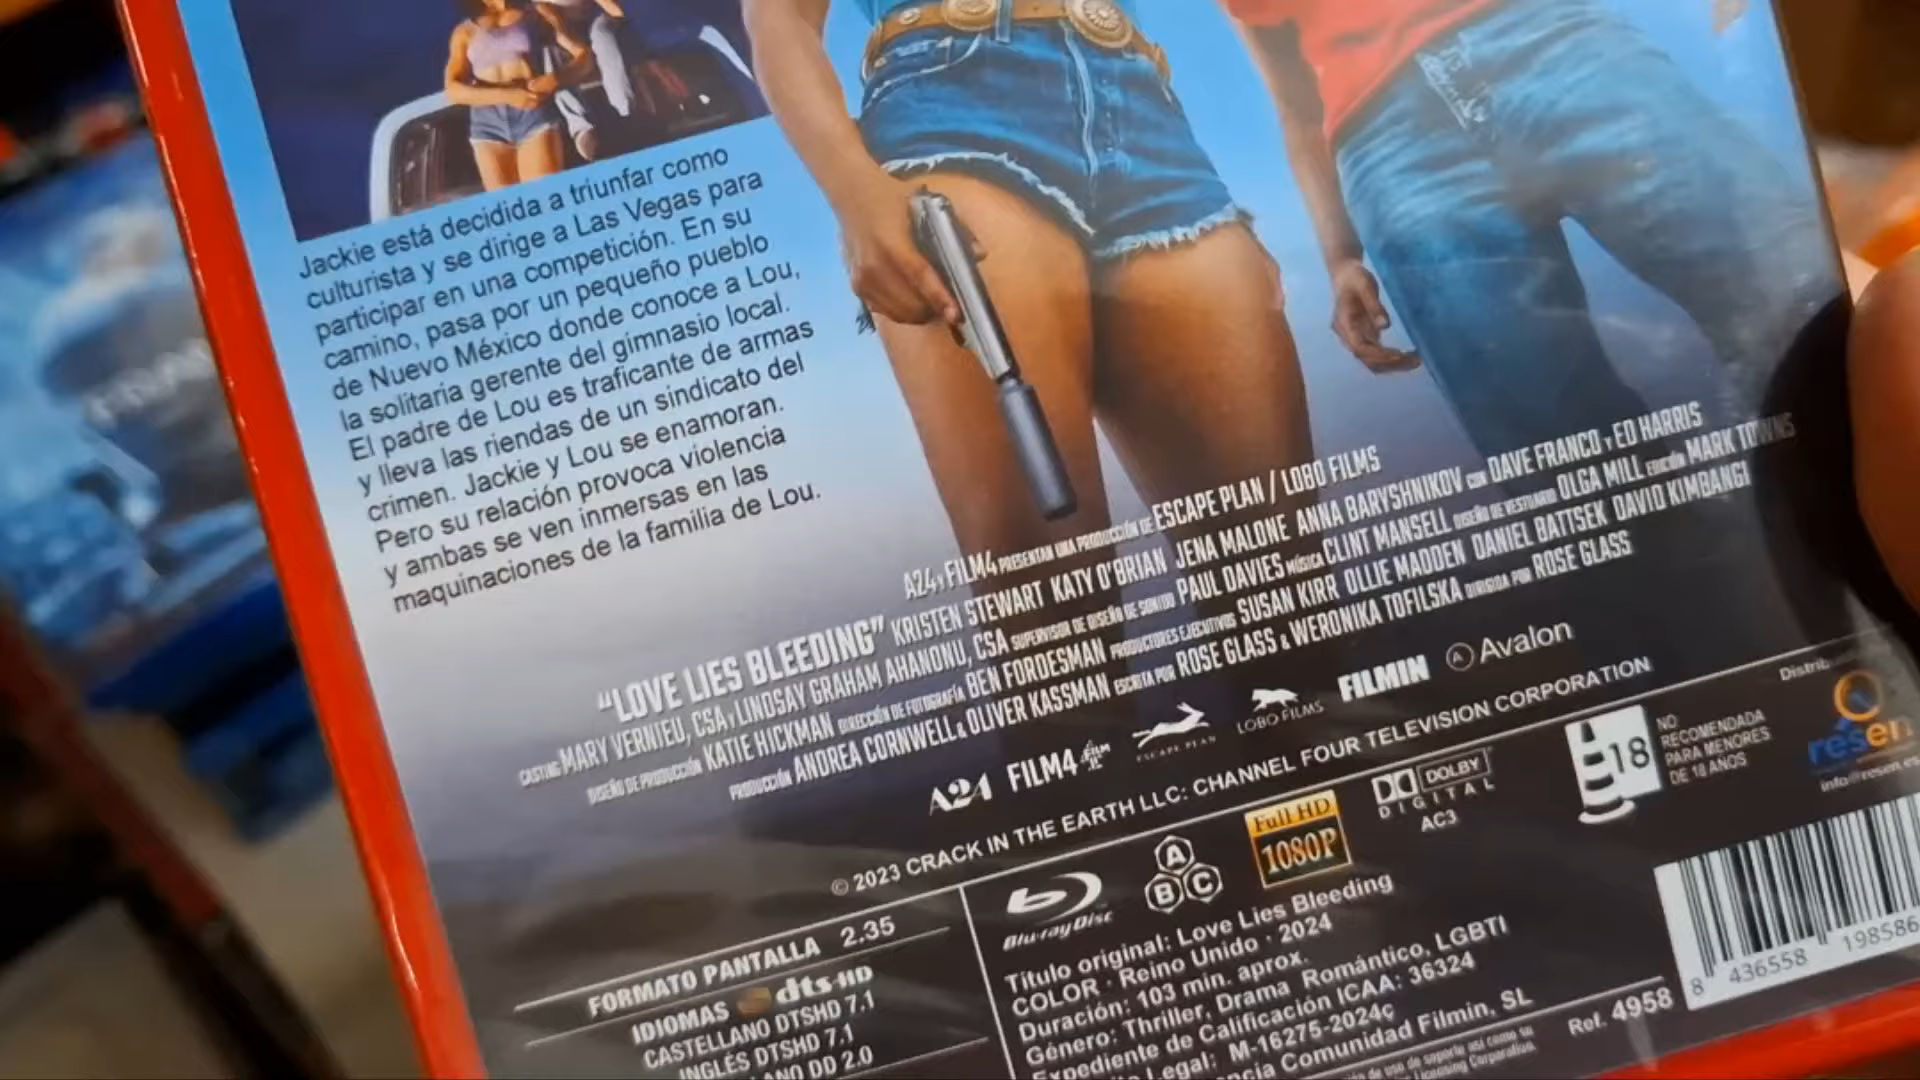 Jackie está decidida a triunfar como
culturista y se dirige a Las Vegas para
participar en una competición. En su
camino, pasa por un pequeño pueblo
de Nuevo México donde conoce a Lou,
la solitaria gerente del gimnasio local.
El padre de Lou es traficante de armas
y lleva las riendas de un sindicato del
crimen. Jackie y Lou se enamoran.
Pero su relación provoca violencia
y ambas se ven inmersas en las
maquinaciones de la familia de Lou.
A24 Y FILM4 PRESENTAN UNA PRODUCCIÓN DE ESCAPE PLAN / LOBO FILMS
"LOVE LIES BLEEDING" KRISTEN STEWART KATY O'BRIAN JENA MALONE ANNA BARYSHNIKOV CON DAVE FRANCO Y ED HARRIS
CASTING MARY VERNIEU, CSA Y LINDSAY GRAHAM AHANONU, CSA SUPERVISOR DE DISEÑO DE SONIDO PAUL DAVIES MÚSICA CLINT MANSELL DISEÑO DE VESTUARIO OLGA MILL EDICIÓN MARK TOWNS
DISEÑO DE PRODUCCIÓN KATIE HICKMAN DIRECCIÓN DE FOTOGRAFÍA BEN FORDESMAN PRODUCTORES EJECUTIVOS SUSAN KIRR OLLIE MADDEN DANIEL BATTSEK DAVID KIMBANGI
PRODUCCIÓN ANDREA CORNWELL & OLIVER KASSMAN ESCRITA POR ROSE GLASS & WERONIKA TOFILSKA DIRIGIDA POR ROSE GLASS
A24 FILM4 ESCAPE PLAN LOBO FILMS FILMIN Avalon
© 2023 CRACK IN THE EARTH LLC: CHANNEL FOUR TELEVISION CORPORATION
FORMATO PANTALLA 2.35
IDIOMAS dts-HD
CASTELLANO DTSHD 7.1
INGLÉS DTSHD 7.1
DD 2.0
Blu-ray Disc
A
B C
Full HD
1080P
DOLBY
DIGITAL
AC3
18
NO
RECOMENDADA
PARA MENORES
DE 18 AÑOS
resen
info@resen.es
Título original: Love Lies Bleeding
COLOR · Reino Unido · 2024
Duración: 103 min. aprox.
Género: Thriller, Drama Romántico, LGBTI
Expediente de Calificación ICAA: 36324
Legal: M-16275-2024c
Comunidad Filmin, SL
Ref. 4958
8 436558 198586